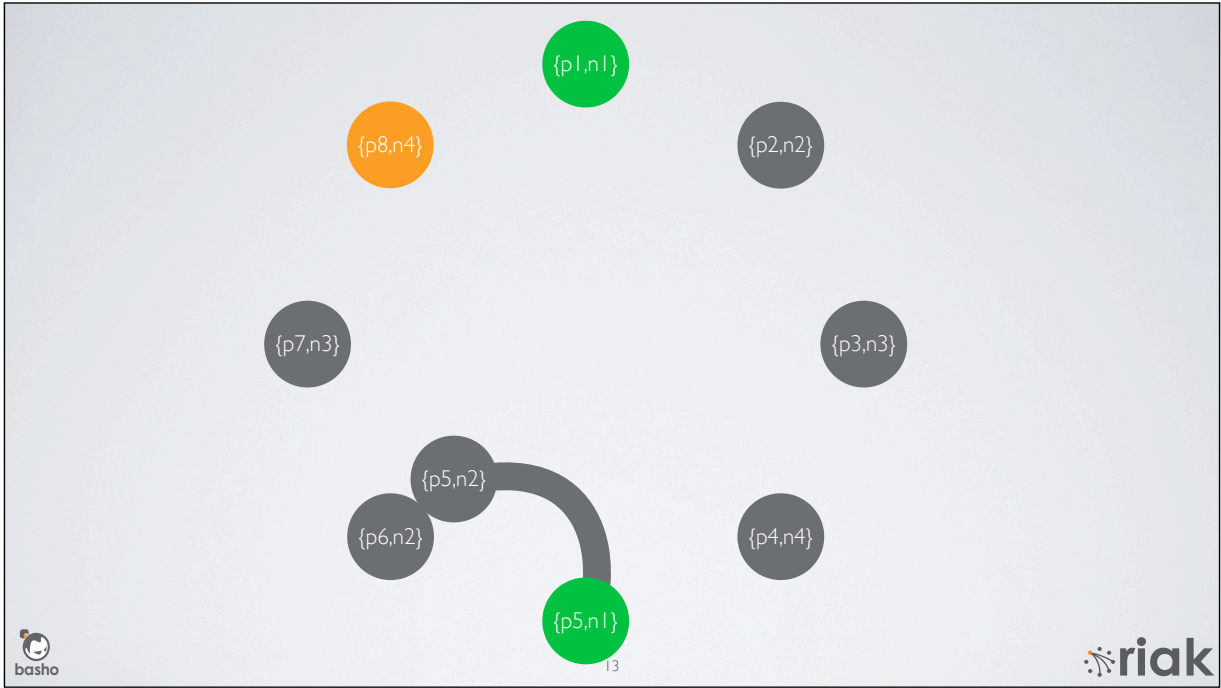 {p1,n1}
{p8,n4}
{p2,n2}
{p7,n3}
{p3,n3}
{p5,n2}
{p6,n2}
{p4,n4}
{p5,n1}
13
basho
riak